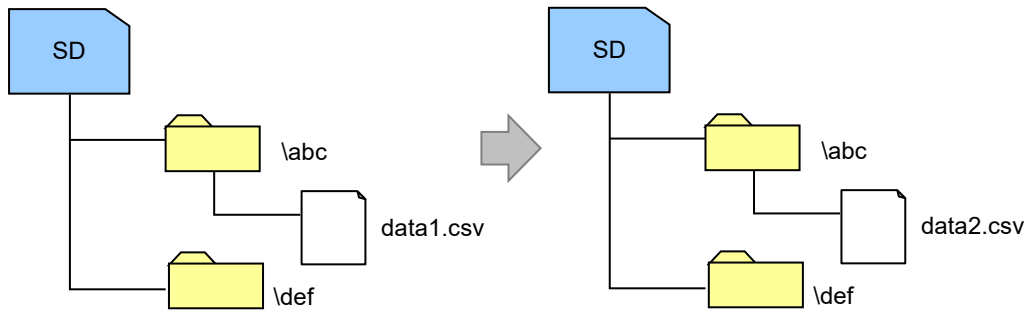 SD
\abc
data1.csv
\def
SD
\abc
data2.csv
\def